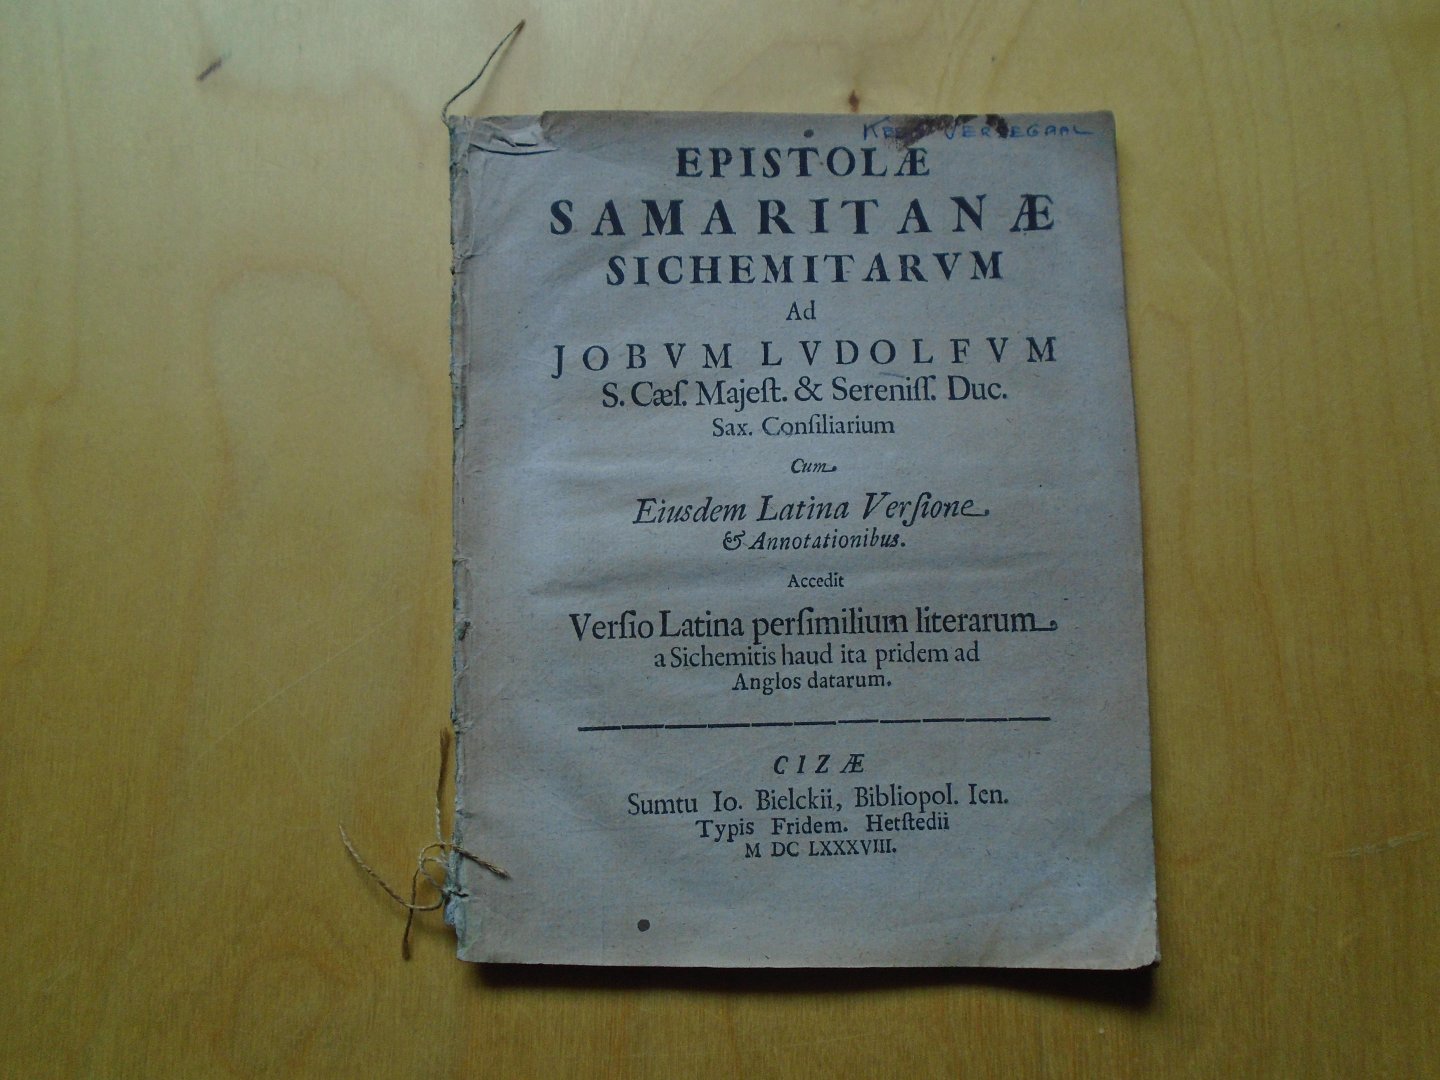 EPISTOLÆ
SAMARITANÆ
SICHEMITARVM
Ad
JOBVM LVDOLFVM
S. Cæſ. Majeſt. & Sereniſſ. Duc.
Sax. Conſiliarium
Cum
Eiusdem Latina Verſione
& Annotationibus.
Accedit
Verſio Latina perſimilium literarum
a Sichemitis haud ita pridem ad
Anglos datarum.
CIZÆ
Sumtu Io. Bielckii, Bibliopol. Ien.
Typis Fridem. Hetſtedii
M DC LXXXVIII.